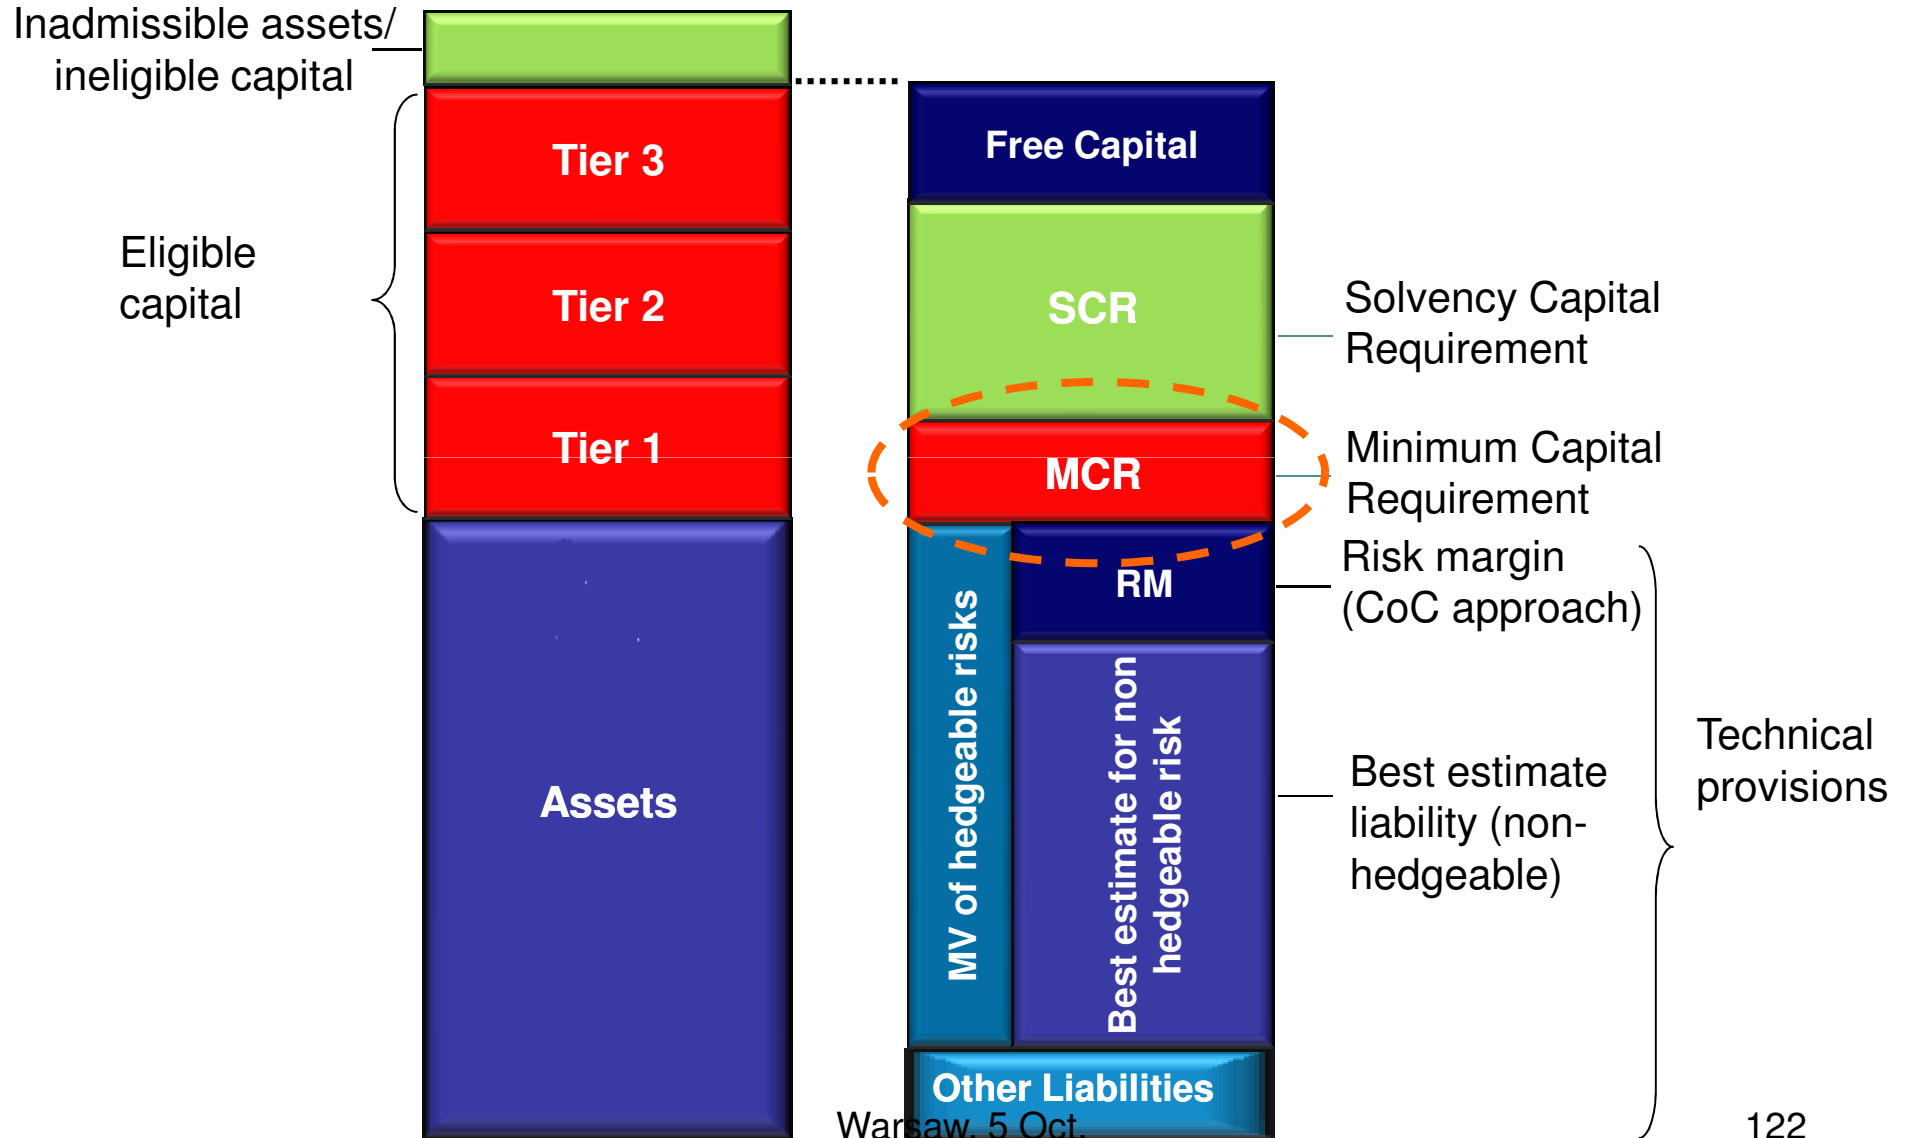 Inadmissible assets/
ineligible capital
Tier 3
Eligible
capital
Tier 2
Tier 1
Assets
Free Capital
SCR
Solvency Capital
Requirement
MCR
Minimum Capital
Requirement
RM
Risk margin
(CoC approach)
MV of hedgeable risks
Best estimate for non
hedgeable risk
Best estimate
liability (non-
hedgeable)
Technical
provisions
Other Liabilities
Warsaw, 5 Oct.
122